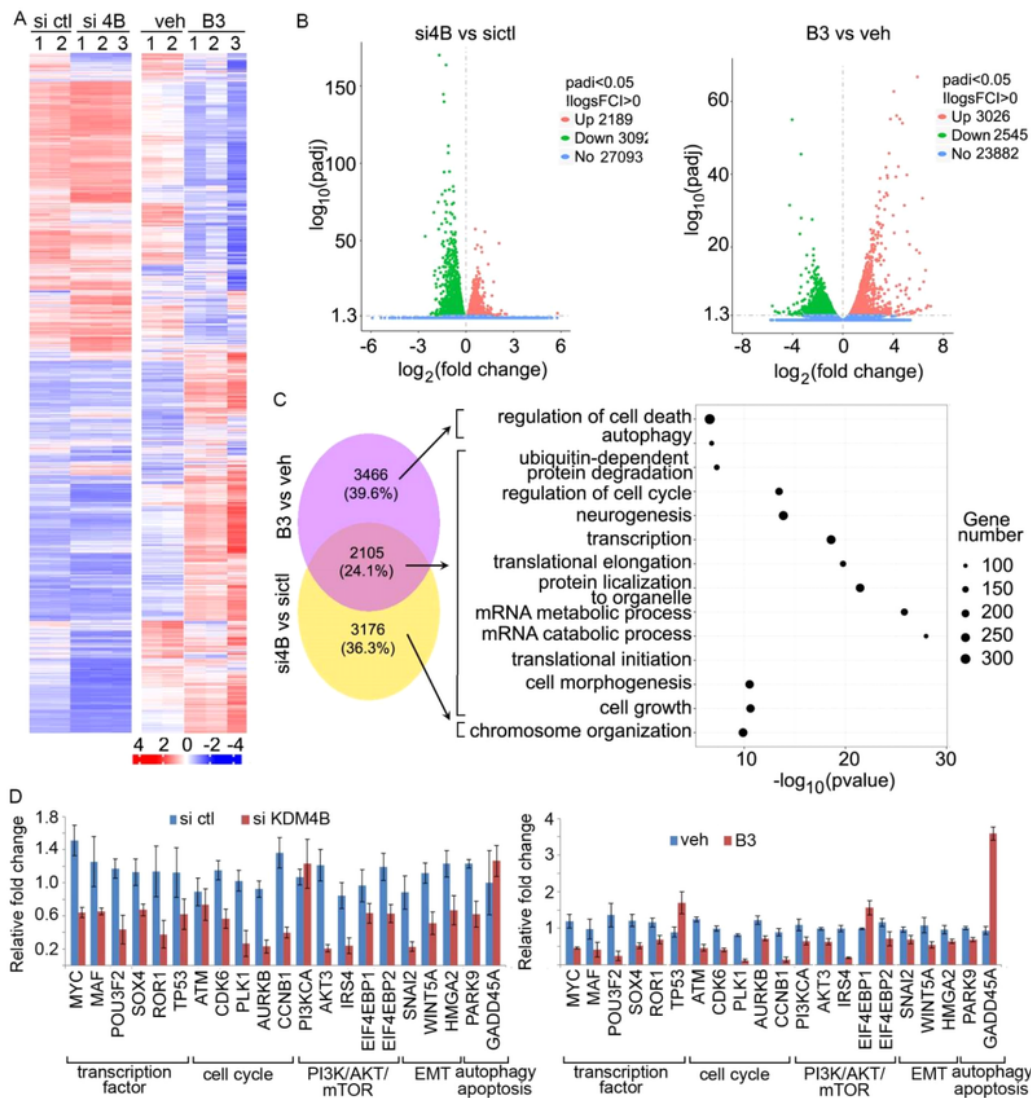 A
si ctl si 4B veh B3
1 2 1 2 3 1 2 1 2 3
4 2 0 -2 -4
B
si4B vs sictl
log10(padj)
150
100
50
1.3
-6 -3 0 3 6
log2(fold change)
padi<0.05
IlogsFCI>0
Up 2189
Down 3092
No 27093
B3 vs veh
log10(padj)
60
40
20
1.3
-8 -4 0 4 8
log2(fold change)
padi<0.05
IlogsFCI>0
Up 3026
Down 2545
No 23882
C
B3 vs veh
si4B vs sictl
3466
(39.6%)
2105
(24.1%)
3176
(36.3%)
regulation of cell death
autophagy
ubiquitin-dependent
protein degradation
regulation of cell cycle
neurogenesis
transcription
translational elongation
protein licalization
to organelle
mRNA metabolic process
mRNA catabolic process
translational initiation
cell morphogenesis
cell growth
chromosome organization
10 20 30
-log10(pvalue)
Gene
number
100
150
200
250
300
D
Relative fold change
1.8
1.4
1.0
0.6
0.2
si ctl si KDM4B
MYC
MAF
POU3F2
SOX4
ROR1
TP53
ATM
CDK6
PLK1
AURKB
CCNB1
PI3KCA
AKT3
IRS4
EIF4EBP1
EIF4EBP2
SNAI2
WINT5A
HMGA2
PARK9
GADD45A
transcription
factor
cell cycle
PI3K/AKT/
mTOR
EMT
autophagy
apoptosis
Relative fold change
4
3
2
1
0
veh B3
MYC
MAF
POU3F2
SOX4
ROR1
TP53
ATM
CDK6
PLK1
AURKB
CCNB1
PI3KCA
AKT3
IRS4
EIF4EBP1
EIF4EBP2
SNAI2
WINT5A
HMGA2
PARK9
GADD45A
transcription
factor
cell cycle
PI3K/AKT/
mTOR
EMT
autophagy
apoptosis